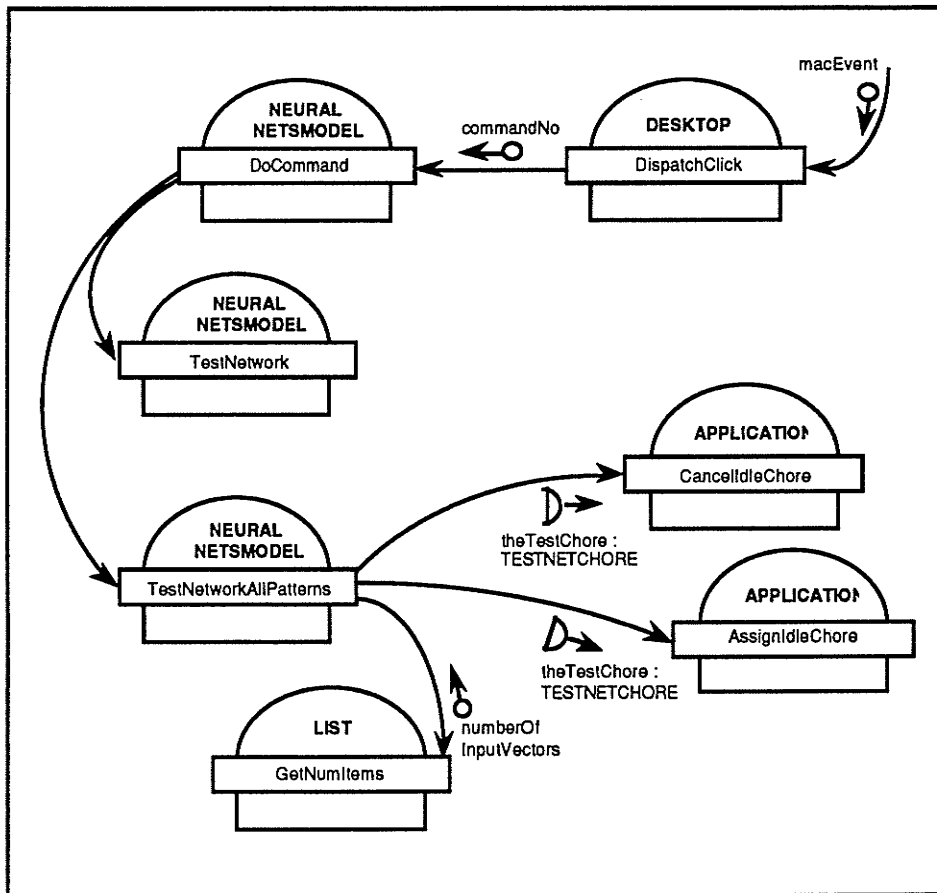 macEvent
NEURAL
NETSMODEL
DoCommand
commandNo
DESKTOP
DispatchClick
NEURAL
NETSMODEL
TestNetwork
APPLICATION
CancelIdleChore
theTestChore :
TESTNETCHORE
NEURAL
NETSMODEL
TestNetworkAllPatterns
APPLICATION
AssignIdleChore
theTestChore :
TESTNETCHORE
LIST
GetNumItems
numberOf
InputVectors